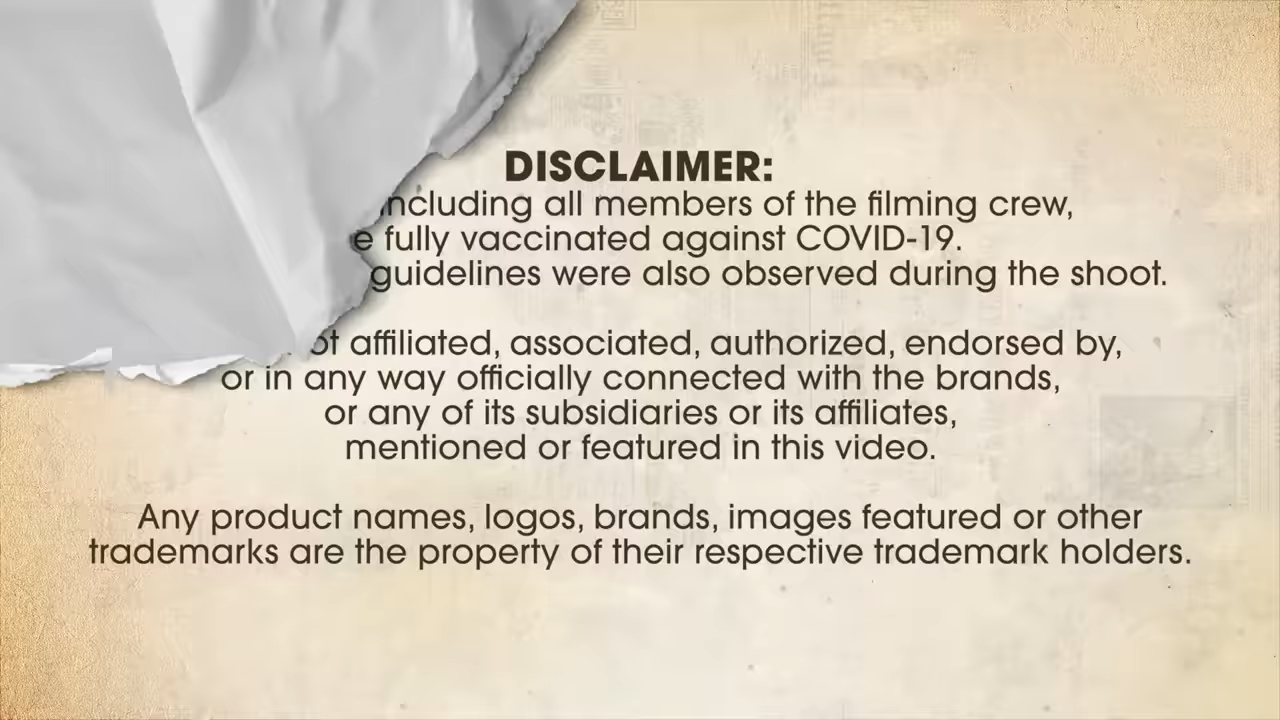 DISCLAIMER:
including all members of the filming crew,
fully vaccinated against COVID-19.
guidelines were also observed during the shoot.
affiliated, associated, authorized, endorsed by,
or in any way officially connected with the brands,
or any of its subsidiaries or its affiliates,
mentioned or featured in this video.
Any product names, logos, brands, images featured or other
trademarks are the property of their respective trademark holders.